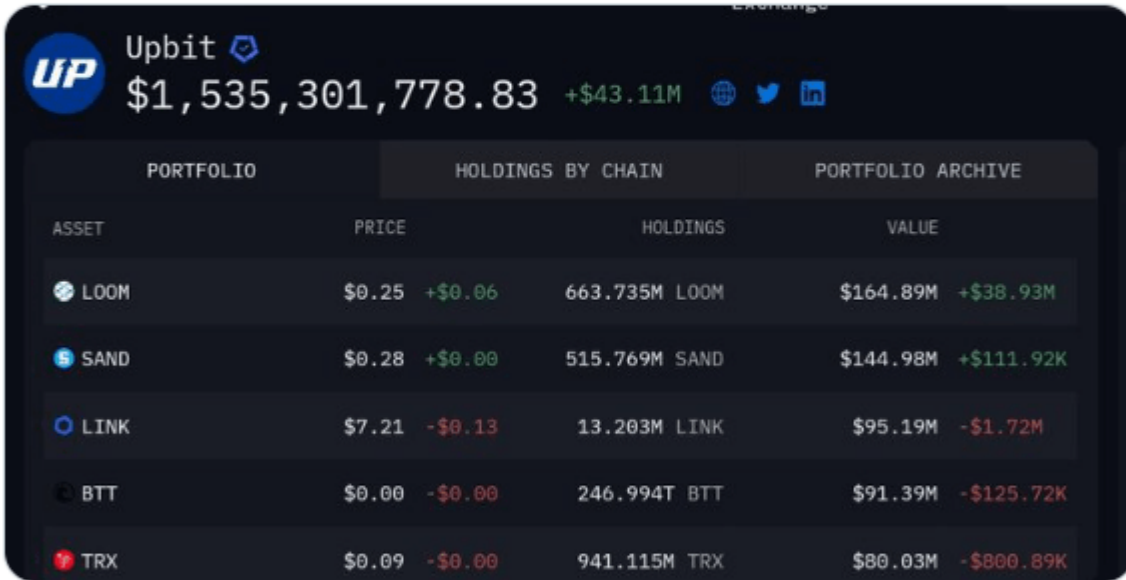 Exchange
UP
Upbit
$1,535,301,778.83 +$43.11M
PORTFOLIO HOLDINGS BY CHAIN PORTFOLIO ARCHIVE
ASSET PRICE HOLDINGS VALUE
LOOM $0.25 +$0.06 663.735M LOOM $164.89M +$38.93M
SAND $0.28 +$0.00 515.769M SAND $144.98M +$111.92K
LINK $7.21 -$0.13 13.203M LINK $95.19M -$1.72M
BTT $0.00 -$0.00 246.994T BTT $91.39M -$125.72K
TRX $0.09 -$0.00 941.115M TRX $80.03M -$800.89K